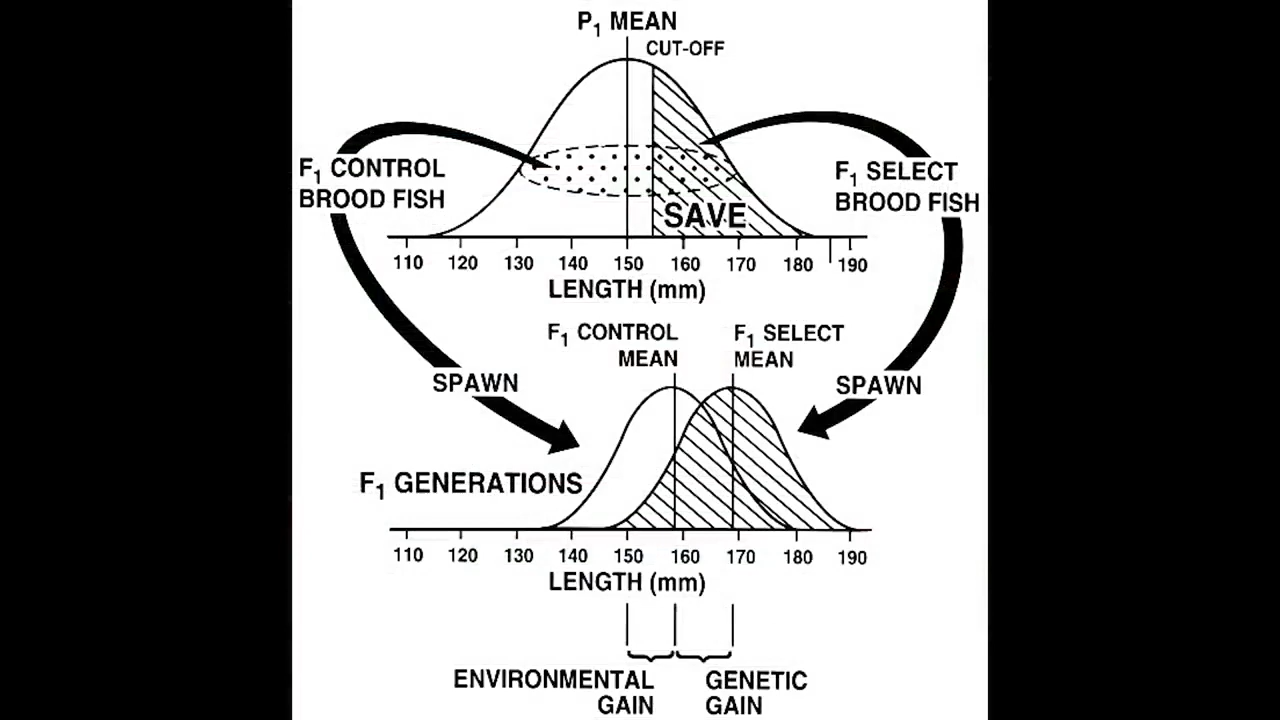 P₁ MEAN
CUT-OFF
F₁ CONTROL
BROOD FISH
F₁ SELECT
BROOD FISH
SAVE
110 120 130 140 150 160 170 180 190
LENGTH (mm)
F₁ CONTROL
MEAN
F₁ SELECT
MEAN
SPAWN
SPAWN
F₁ GENERATIONS
110 120 130 140 150 160 170 180 190
LENGTH (mm)
ENVIRONMENTAL
GAIN
GENETIC
GAIN